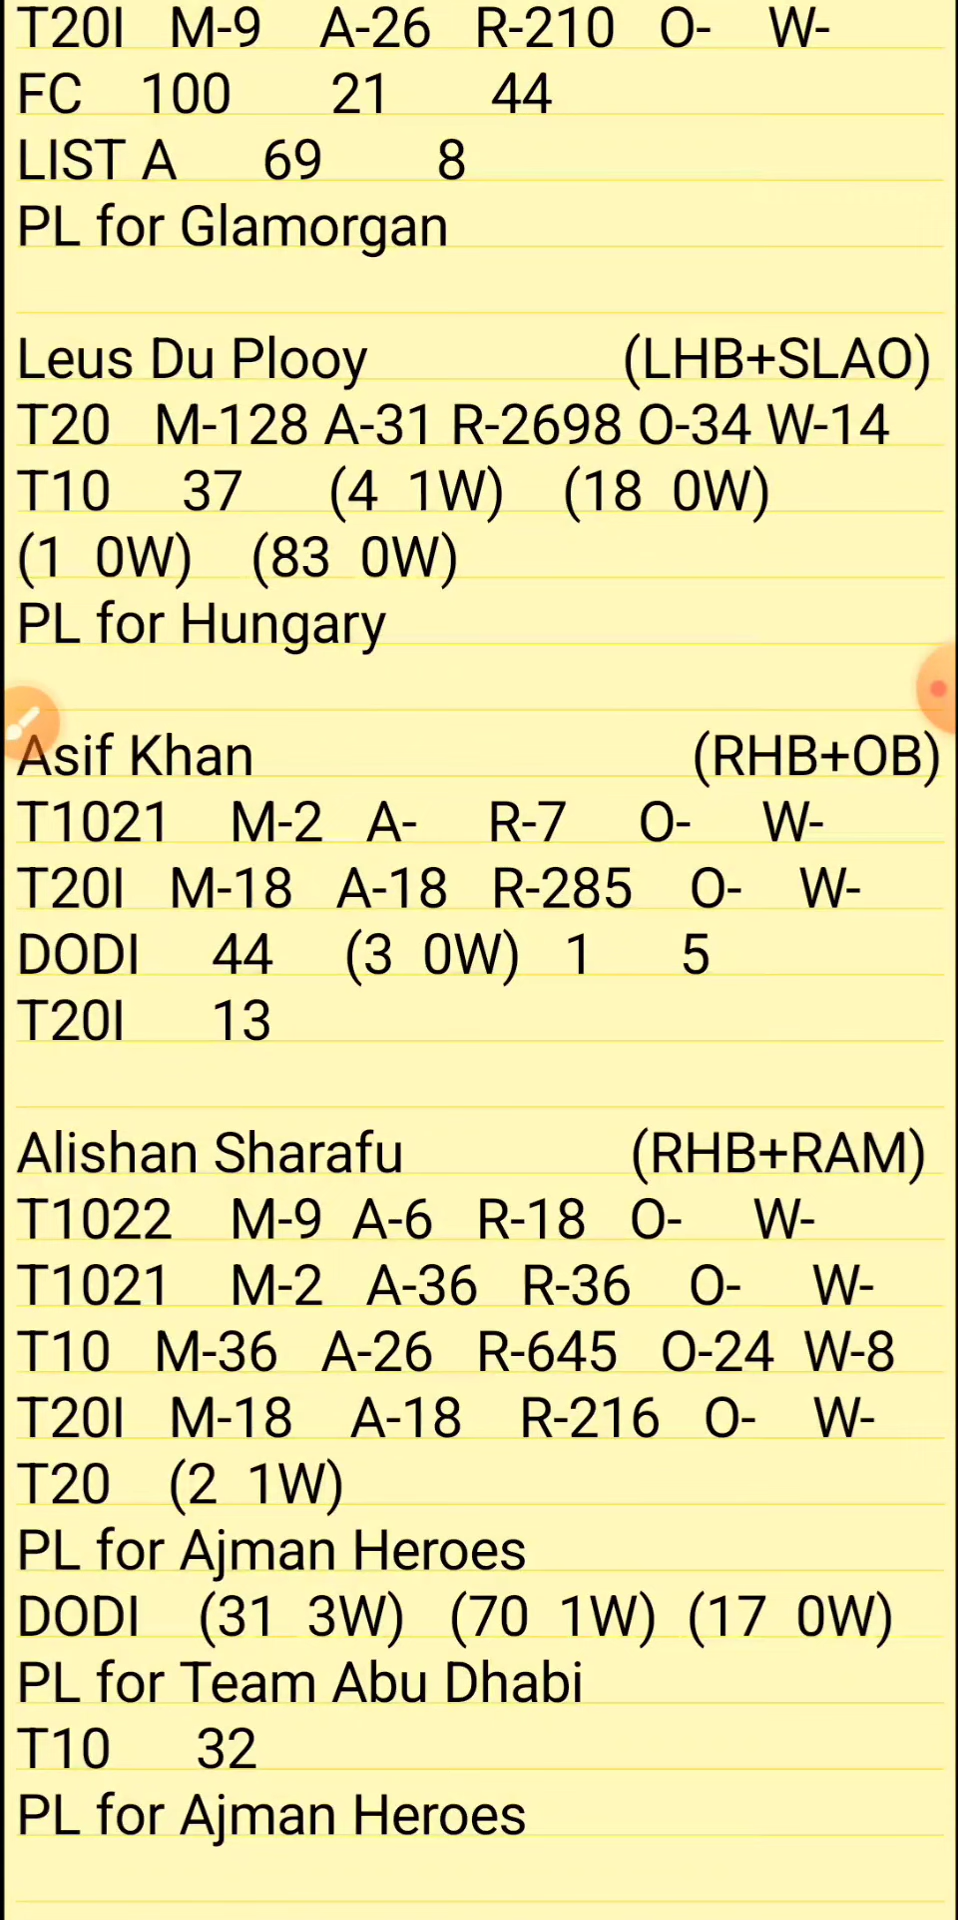 T20I M-9 A-26 R-210 O- W-
FC 100 21 44
LIST A 69 8
PL for Glamorgan
Leus Du Plooy (LHB+SLAO)
T20 M-128 A-31 R-2698 O-34 W-14
T10 37 (4 1W) (18 0W)
(1 0W) (83 0W)
PL for Hungary
Asif Khan (RHB+OB)
T1021 M-2 A- R-7 O- W-
T20I M-18 A-18 R-285 O- W-
DODI 44 (3 0W) 1 5
T20I 13
Alishan Sharafu (RHB+RAM)
T1022 M-9 A-6 R-18 O- W-
T1021 M-2 A-36 R-36 O- W-
T10 M-36 A-26 R-645 O-24 W-8
T20I M-18 A-18 R-216 O- W-
T20 (2 1W)
PL for Ajman Heroes
DODI (31 3W) (70 1W) (17 0W)
PL for Team Abu Dhabi
T10 32
PL for Ajman Heroes